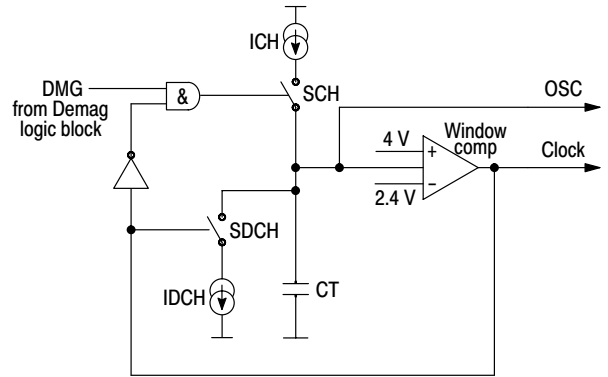 ICH
DMG
from Demag
logic block
&
SCH
OSC
Window
comp
4 V
+
Clock
−
2.4 V
SDCH
IDCH
CT